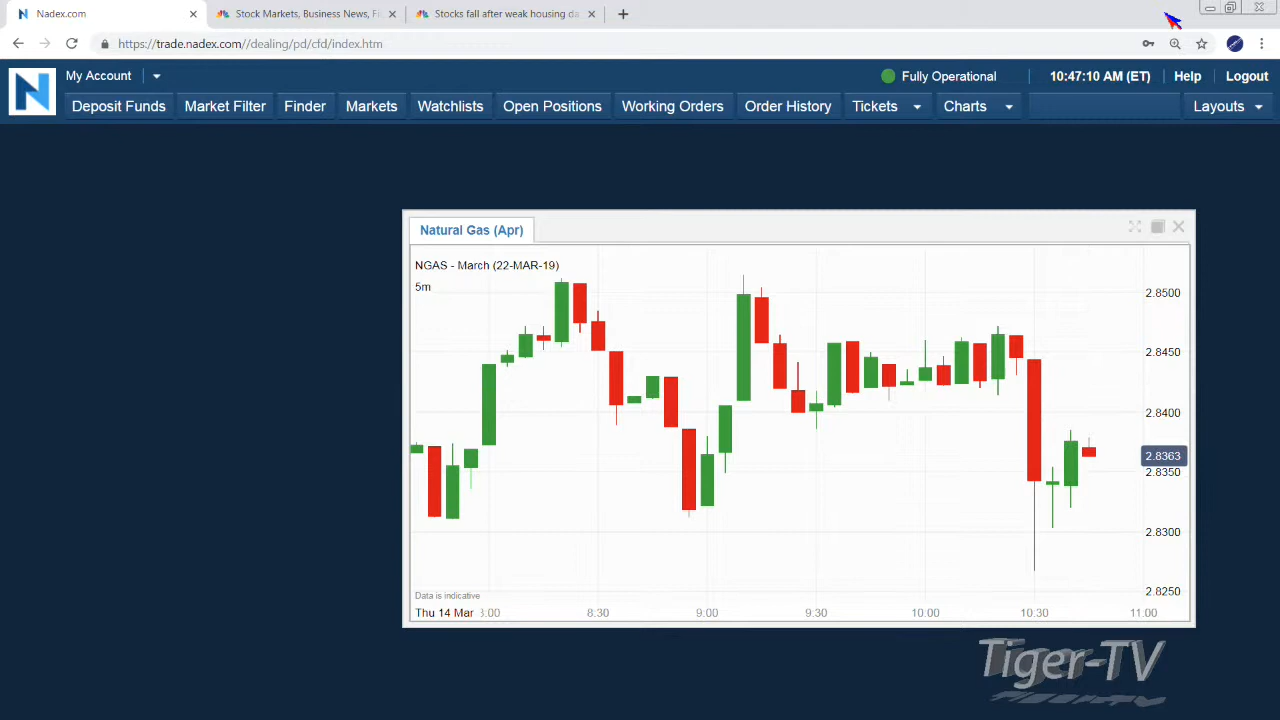 Nadex.com
Stock Markets, Business News, Fi
Stocks fall after weak housing da
https://trade.nadex.com//dealing/pd/cfd/index.htm
My Account
Fully Operational
10:47:10 AM (ET)
Help
Logout
Deposit Funds
Market Filter
Finder
Markets
Watchlists
Open Positions
Working Orders
Order History
Tickets
Charts
Layouts
Natural Gas (Apr)
NGAS - March (22-MAR-19)
5m
2.8500
2.8450
2.8400
2.8363
2.8350
2.8300
2.8250
Data is indicative
Thu 14 Mar
8:30
9:00
9:30
10:00
10:30
11:00
Tiger-TV